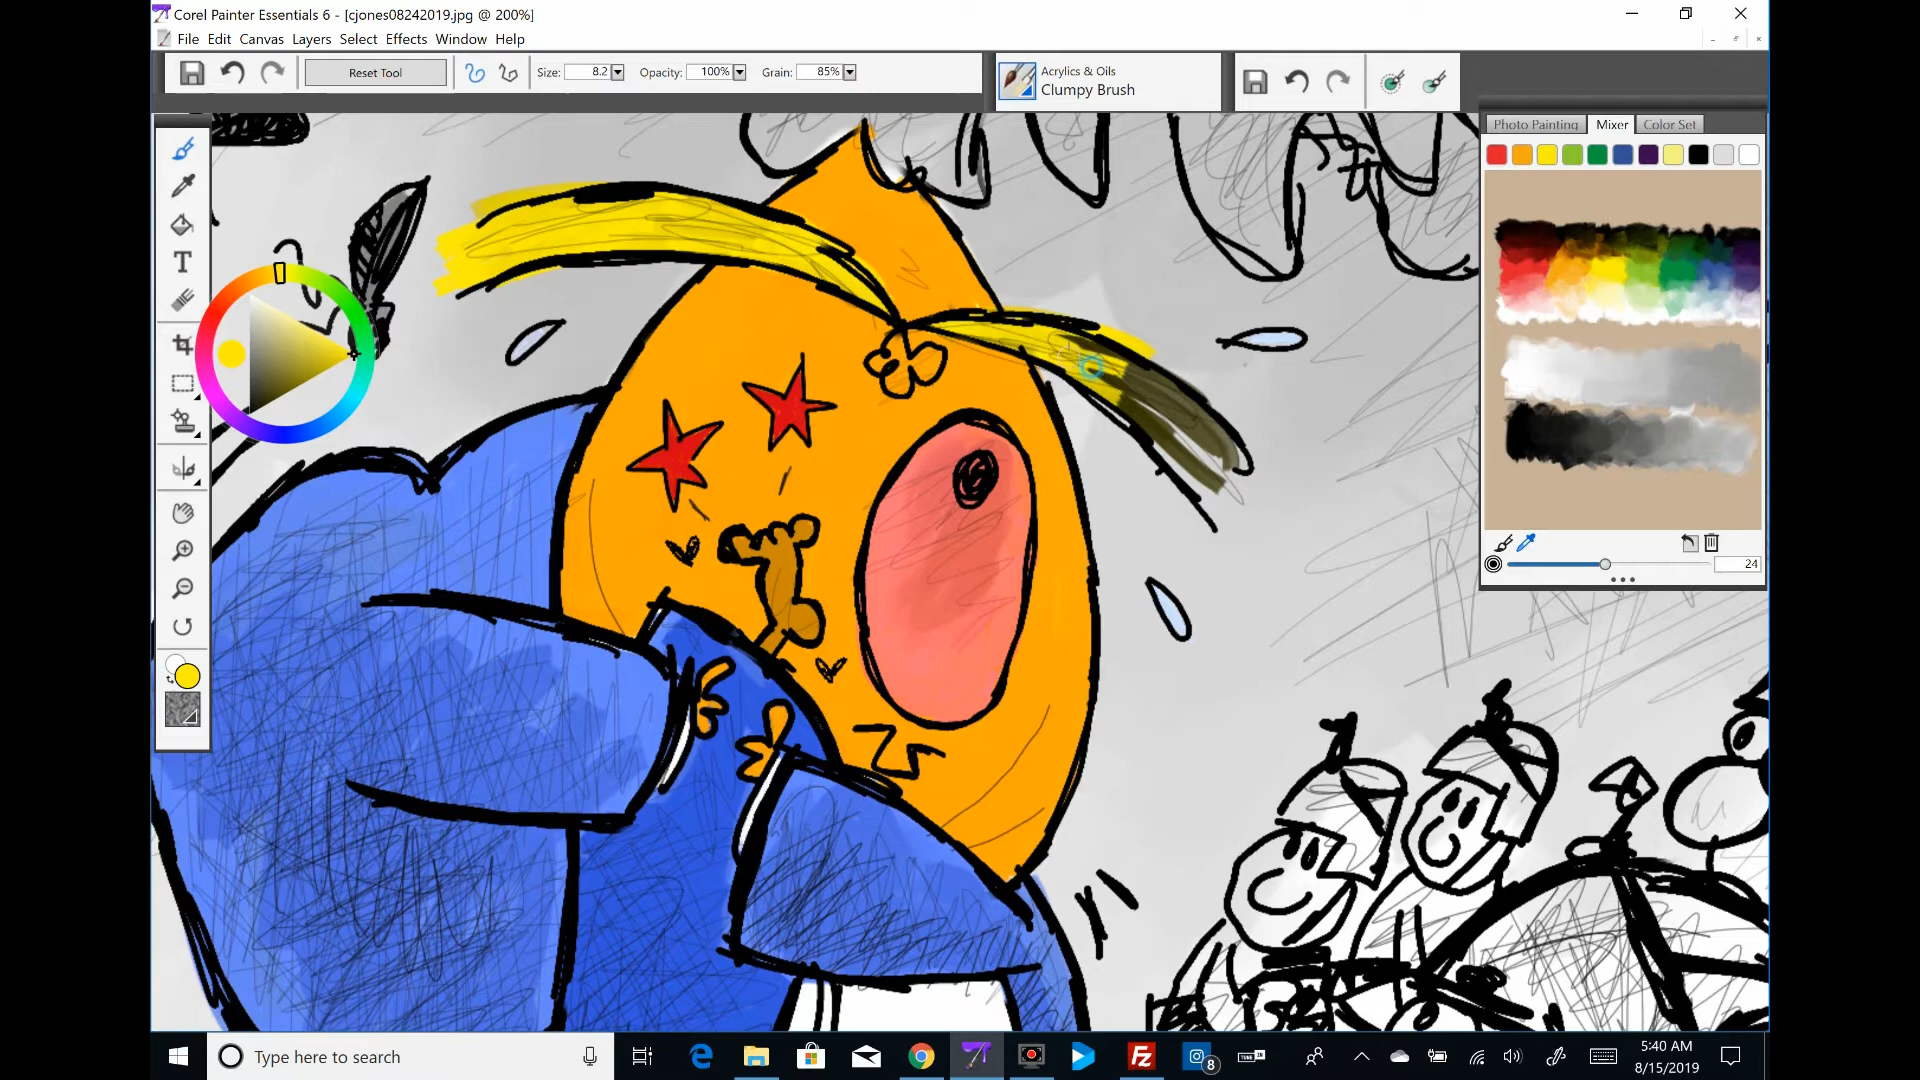 Corel Painter Essentials 6 - [cjones08242019.jpg @ 200%]
File Edit Canvas Layers Select Effects Window Help
Reset Tool Size: 8.2 Opacity: 100% Grain: 85%
Acrylics & Oils
Clumpy Brush
Photo Painting Mixer Color Set
T
24
Type here to search
8
5:40 AM
8/15/2019